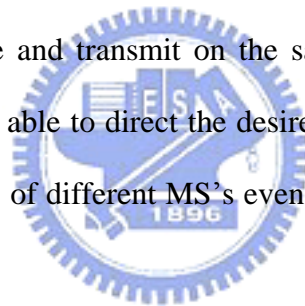 e and transmit on the sa
able to direct the desire
of different MS's even
E S A
1896